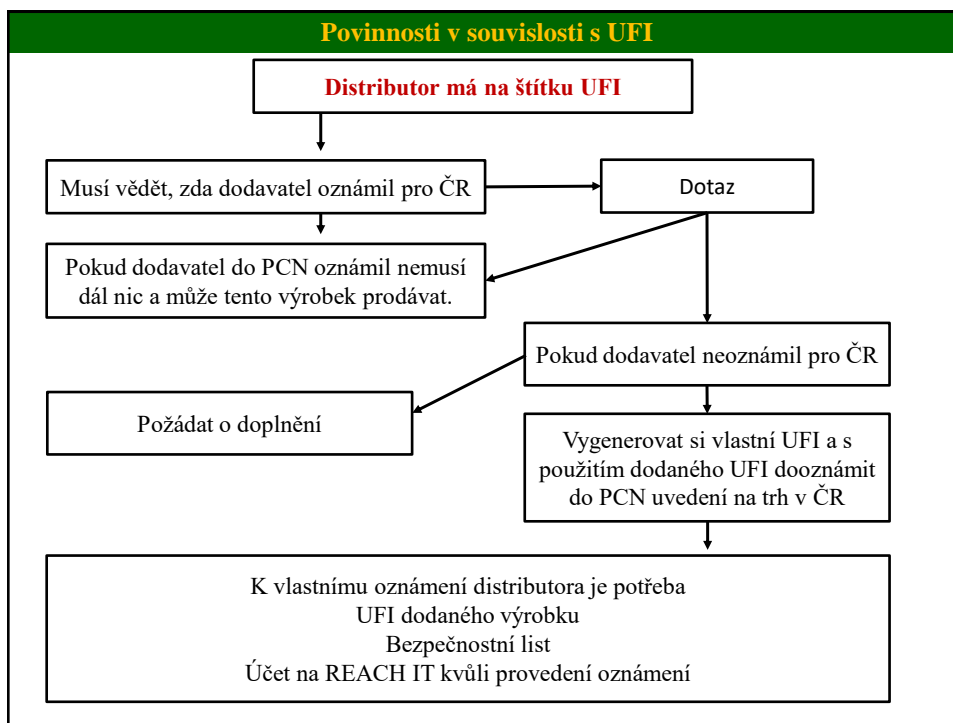 Povinnosti v souvislosti s UFI
Distributor má na štítku UFI
Musí vědět, zda dodavatel oznámil pro ČR
Dotaz
Pokud dodavatel do PCN oznámil nemusí
dál nic a může tento výrobek prodávat.
Pokud dodavatel neoznámil pro ČR
Požádat o doplnění
Vygenerovat si vlastní UFI a s
použitím dodaného UFI dooznámit
do PCN uvedení na trh v ČR
K vlastnímu oznámení distributora je potřeba
UFI dodaného výrobku
Bezpečnostní list
Účet na REACH IT kvůli provedení oznámení